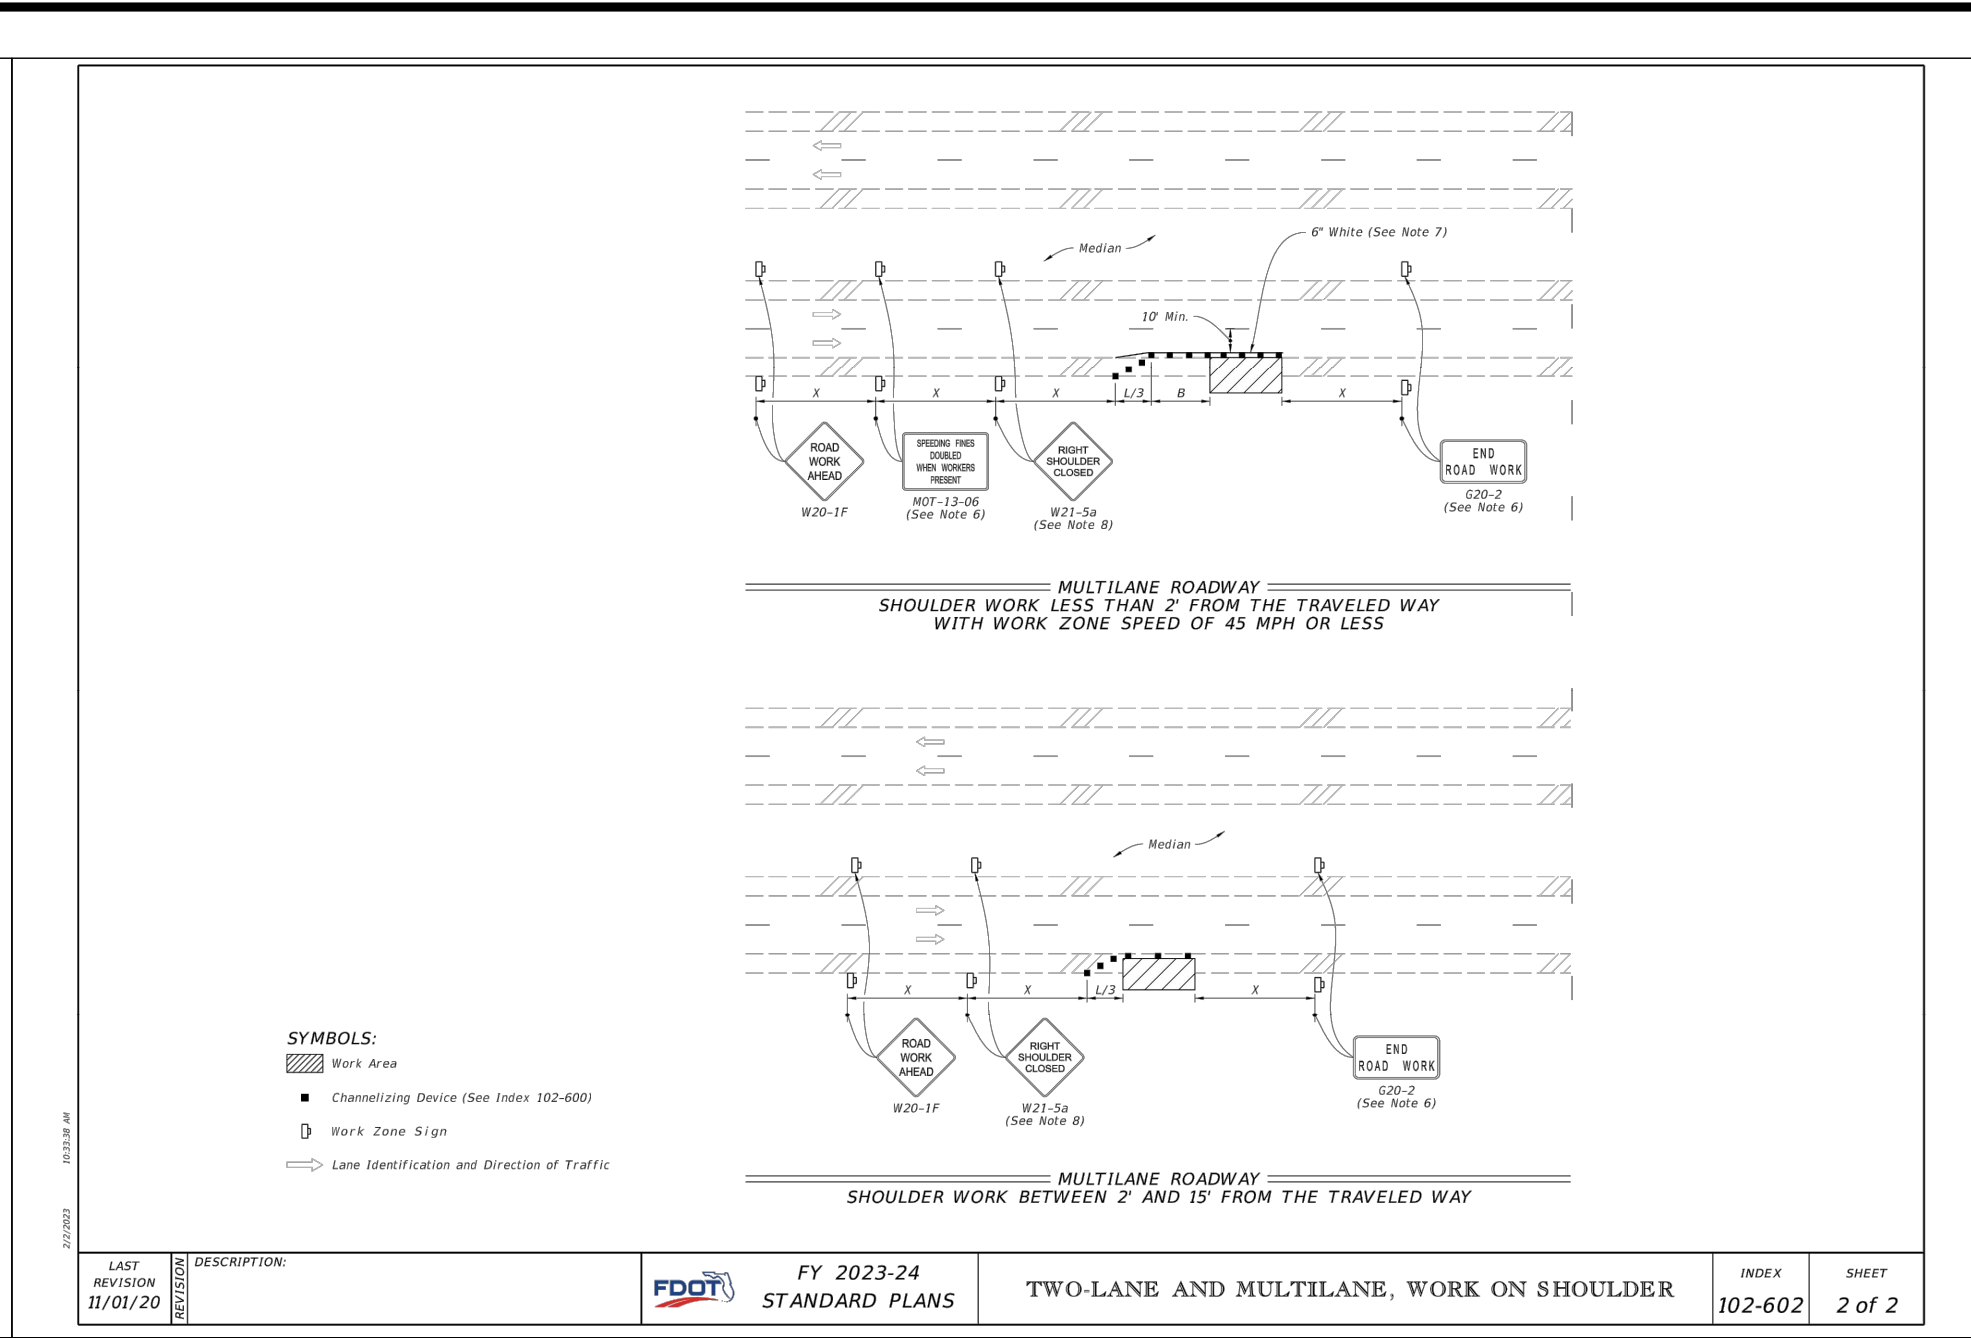 6" White (See Note 7)
Median
10' Min.
X
X
X
L/3
B
X
ROAD
WORK
AHEAD
W20-1F
SPEEDING FINES
DOUBLED
WHEN WORKERS
PRESENT
MOT-13-06
(See Note 6)
RIGHT
SHOULDER
CLOSED
W21-5a
(See Note 8)
END
ROAD WORK
G20-2
(See Note 6)
MULTILANE ROADWAY
SHOULDER WORK LESS THAN 2' FROM THE TRAVELED WAY
WITH WORK ZONE SPEED OF 45 MPH OR LESS
Median
X
X
L/3
X
ROAD
WORK
AHEAD
W20-1F
RIGHT
SHOULDER
CLOSED
W21-5a
(See Note 8)
END
ROAD WORK
G20-2
(See Note 6)
MULTILANE ROADWAY
SHOULDER WORK BETWEEN 2' AND 15' FROM THE TRAVELED WAY
SYMBOLS:
Work Area
Channelizing Device (See Index 102-600)
Work Zone Sign
Lane Identification and Direction of Traffic
2/2/2023 10:33:38 AM
LAST
REVISION
11/01/20
REVISION
DESCRIPTION:
FDOT
FY 2023-24
STANDARD PLANS
TWO-LANE AND MULTILANE, WORK ON SHOULDER
INDEX
102-602
SHEET
2 of 2